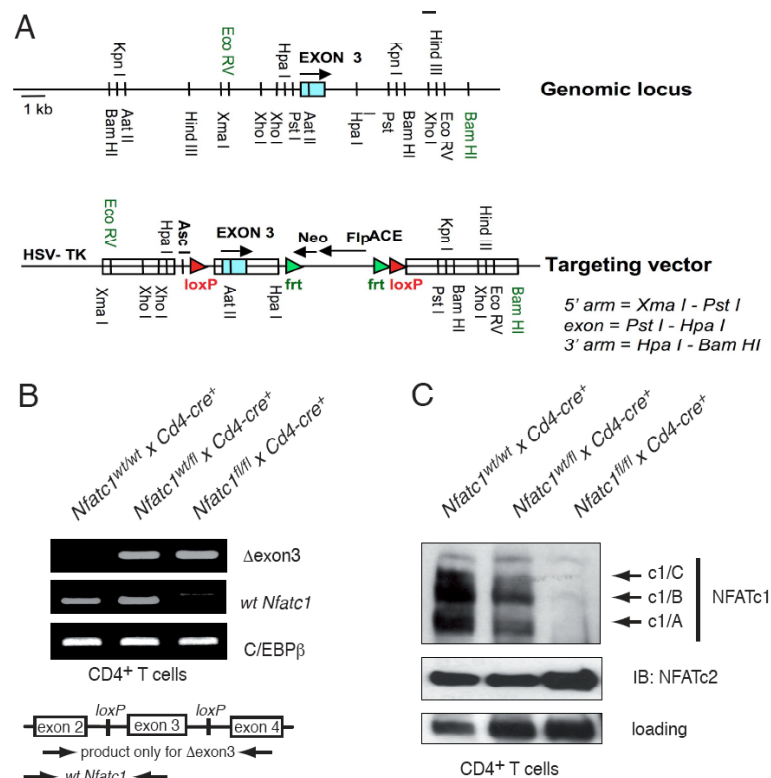 A
Kpn I
Eco RV
Hpa I
EXON 3
Kpn I
Hind III
1 kb
Genomic locus
Bam HI
Aat II
Hind III
Xma I
Xho I
Xho I
Pst I
Aat II
Hpa I
I
Pst
Bam HI
Xho I
Eco RV
Bam HI
Eco RV
Hpa I
Asc I
EXON 3
Neo
Flp
ACE
Kpn I
Hind III
HSV- TK
Targeting vector
loxP
frt
frt
loxP
Xma I
Xho I
Xho I
Aat II
Hpa I
Pst I
Bam HI
Xho I
Eco RV
Bam HI
5' arm = Xma I - Pst I
exon = Pst I - Hpa I
3' arm = Hpa I - Bam HI
B
Nfatc1wt/wt x Cd4-cre+
Nfatc1wt/fl x Cd4-cre+
Nfatc1fl/fl x Cd4-cre+
Δexon3
wt Nfatc1
C/EBPβ
CD4+ T cells
loxP
loxP
exon 2
exon 3
exon 4
product only for Δexon3
wt Nfatc1
C
Nfatc1wt/wt x Cd4-cre+
Nfatc1wt/fl x Cd4-cre+
Nfatc1fl/fl x Cd4-cre+
c1/C
c1/B
c1/A
NFATc1
IB: NFATc2
loading
CD4+ T cells